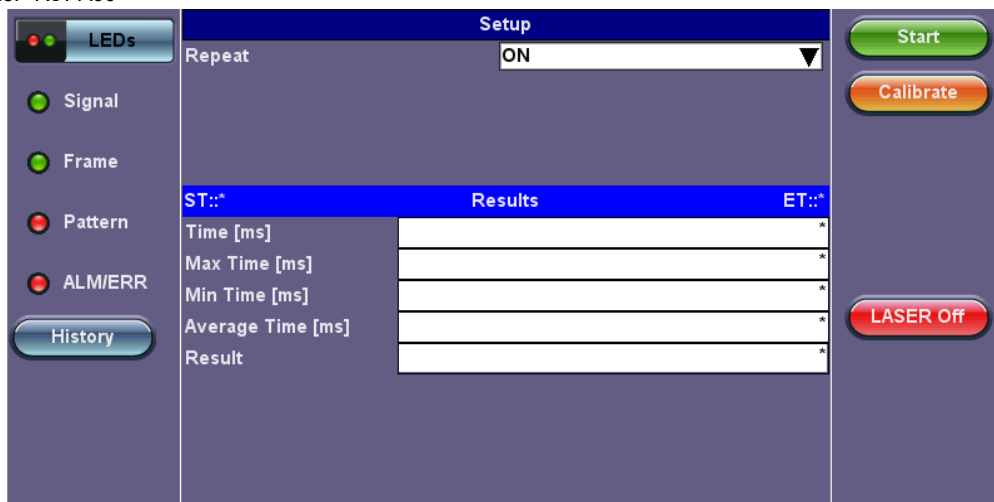 LEDs
Signal
Frame
Pattern
ALM/ERR
History
Setup
Repeat ON
ST::* Results ET::*
Time [ms] *
Max Time [ms] *
Min Time [ms] *
Average Time [ms] *
Result *
Start
Calibrate
LASER Off